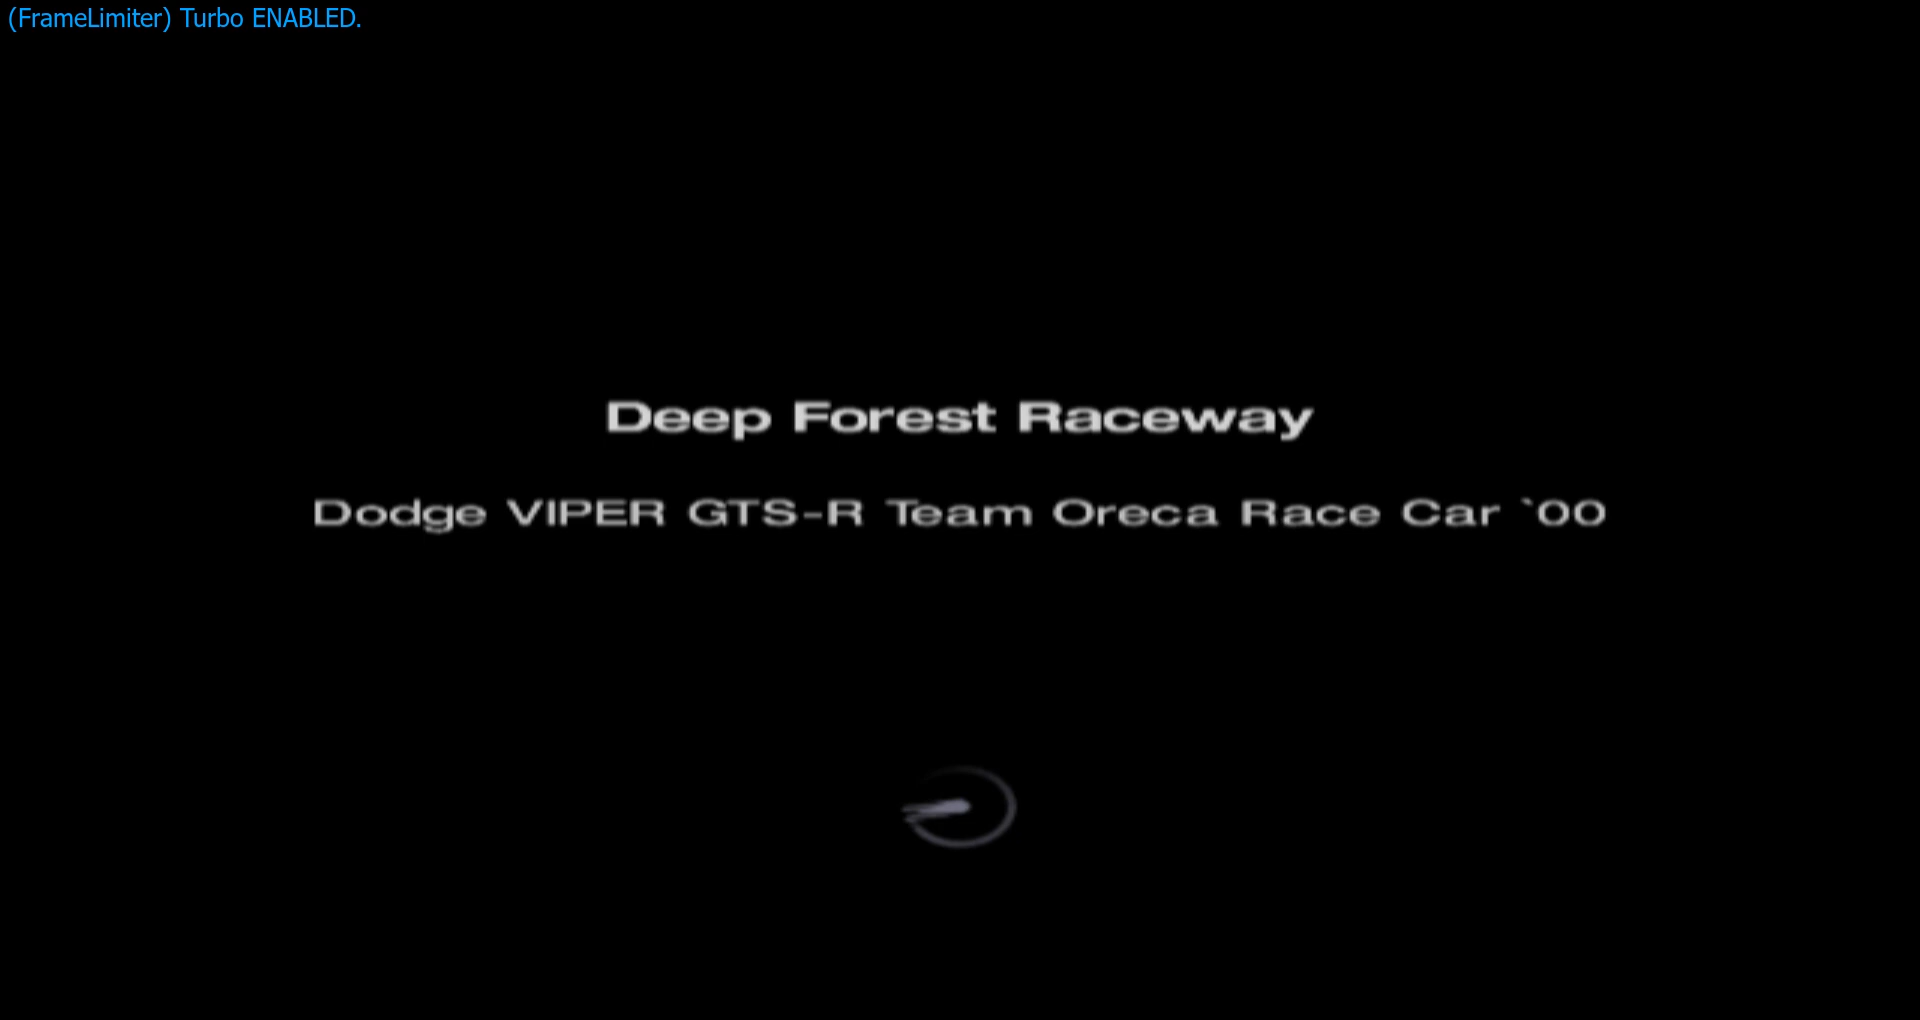 (FrameLimiter) Turbo ENABLED.
Deep Forest Raceway
Dodge VIPER GTS-R Team Oreca Race Car `00